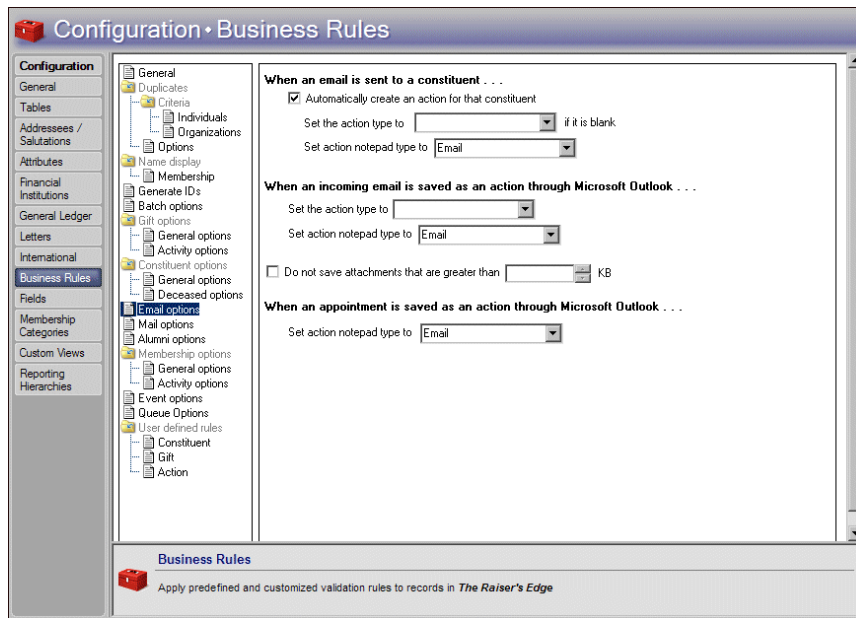 Configuration • Business Rules
Configuration
General
Tables
Addressees /
Salutations
Attributes
Financial
Institutions
General Ledger
Letters
International
Business Rules
Fields
Membership
Categories
Custom Views
Reporting
Hierarchies
General
Duplicates
Criteria
Individuals
Organizations
Options
Name display
Membership
Generate IDs
Batch options
Gift options
General options
Activity options
Constituent options
General options
Deceased options
Email options
Mail options
Alumni options
Membership options
General options
Activity options
Event options
Queue Options
User defined rules
Constituent
Gift
Action
When an email is sent to a constituent . . .
Automatically create an action for that constituent
Set the action type to if it is blank
Set action notepad type to Email
When an incoming email is saved as an action through Microsoft Outlook . . .
Set the action type to
Set action notepad type to Email
Do not save attachments that are greater than KB
When an appointment is saved as an action through Microsoft Outlook . . .
Set action notepad type to Email
Business Rules
Apply predefined and customized validation rules to records in The Raiser's Edge